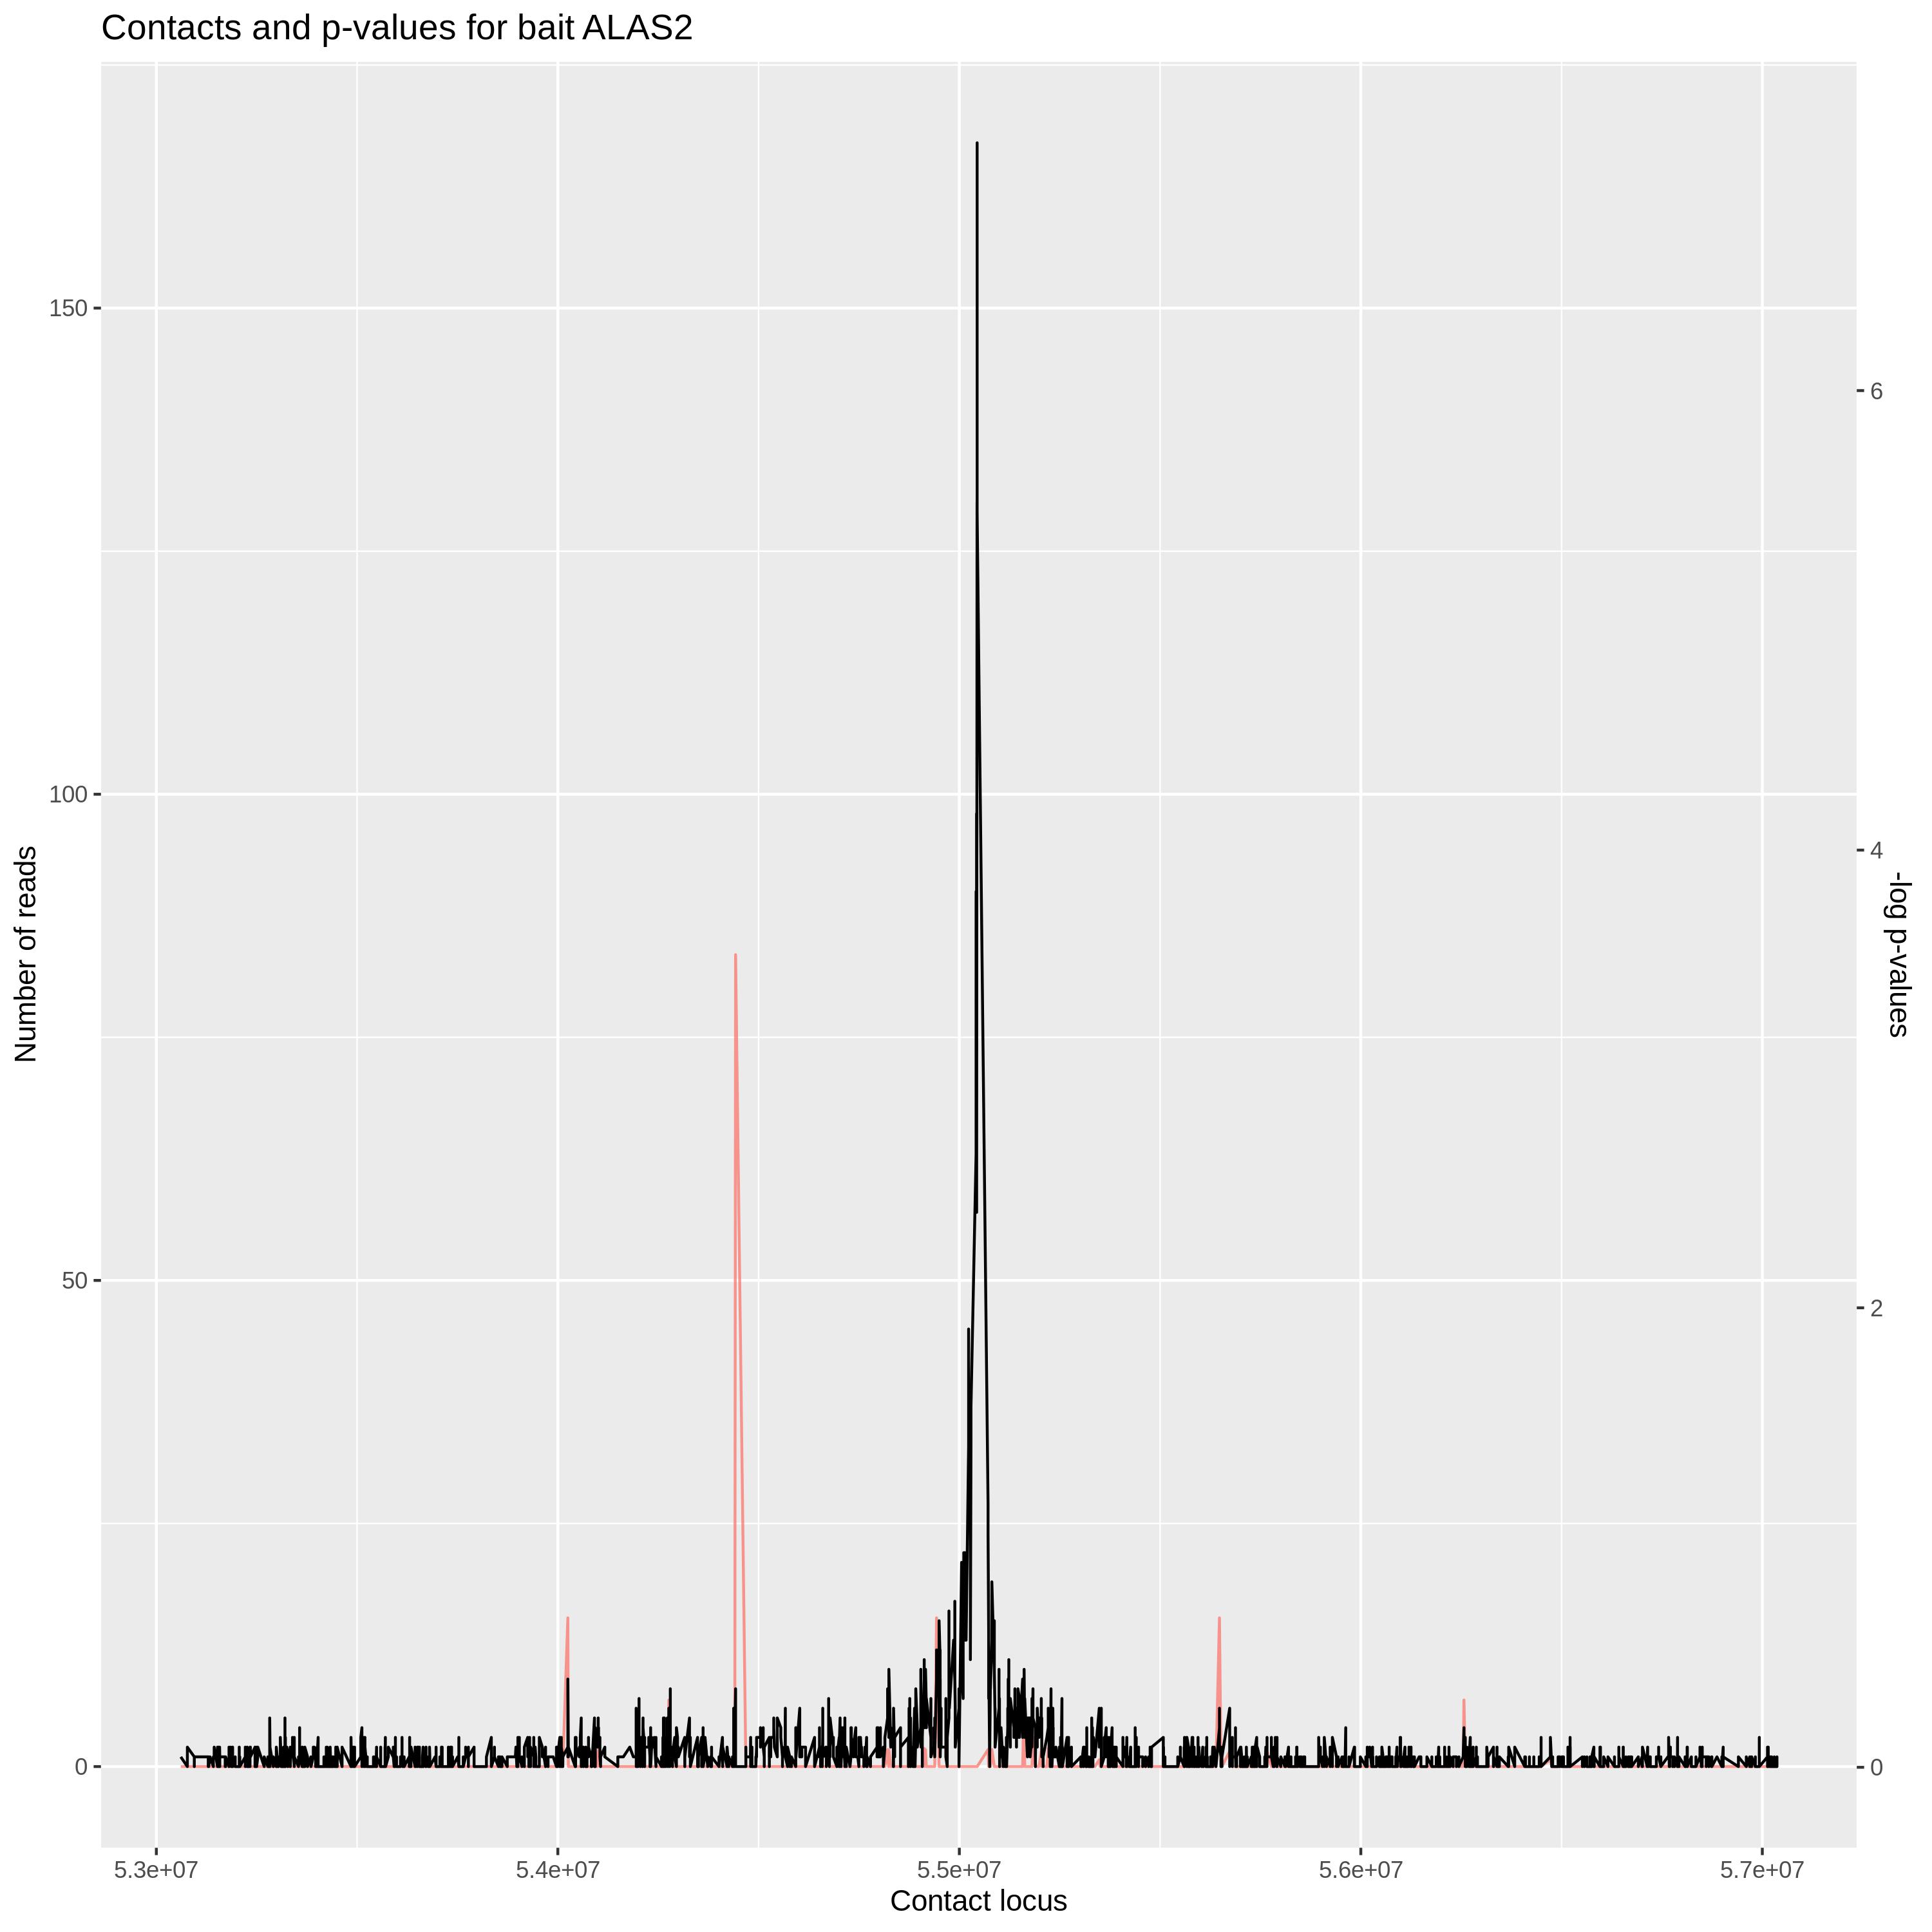 Contacts and p-values for bait ALAS2
150
100
50
0
Number of reads
6
4
2
0
-log p-values
5.3e+07 5.4e+07 5.5e+07 5.6e+07 5.7e+07
Contact locus